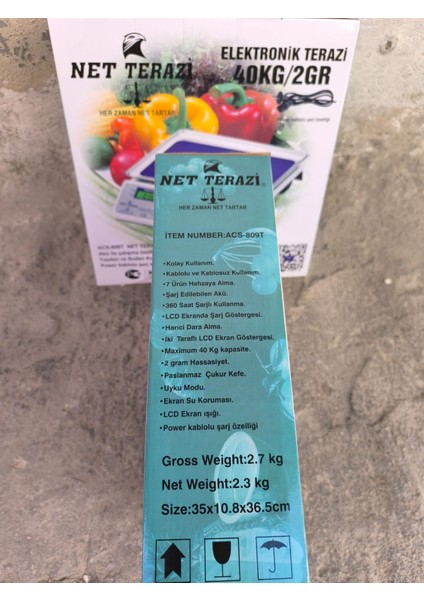 NET TERAZİ
HER ZAMAN NET TARTAR
ELEKTRONİK TERAZİ
40KG/2GR
ACS-809T
NET TERAZİ
HER ZAMAN NET TARTAR
İTEM NUMBER:ACS-809T
•Kolay Kullanım.
•Kablolu ve Kablosuz Kullanım.
•7 Ürün Hafızaya Alma.
•Şarj Edilebilen Akü.
•360 Saat Şarjlı Kullanma.
•LCD Ekranda Şarj Göstergesi.
•Harici Dara Alma.
•İki Taraflı LCD Ekran Göstergesi.
•Maximum 40 Kg kapasite.
•2 gram Hassasiyet.
•Paslanmaz Çukur Kefe.
•Uyku Modu.
•Ekran Su Koruması.
•LCD Ekran ışığı.
•Power kablolu şarj özelliği
Gross Weight:2.7 kg
Net Weight:2.3 kg
Size:35x10.8x36.5cm